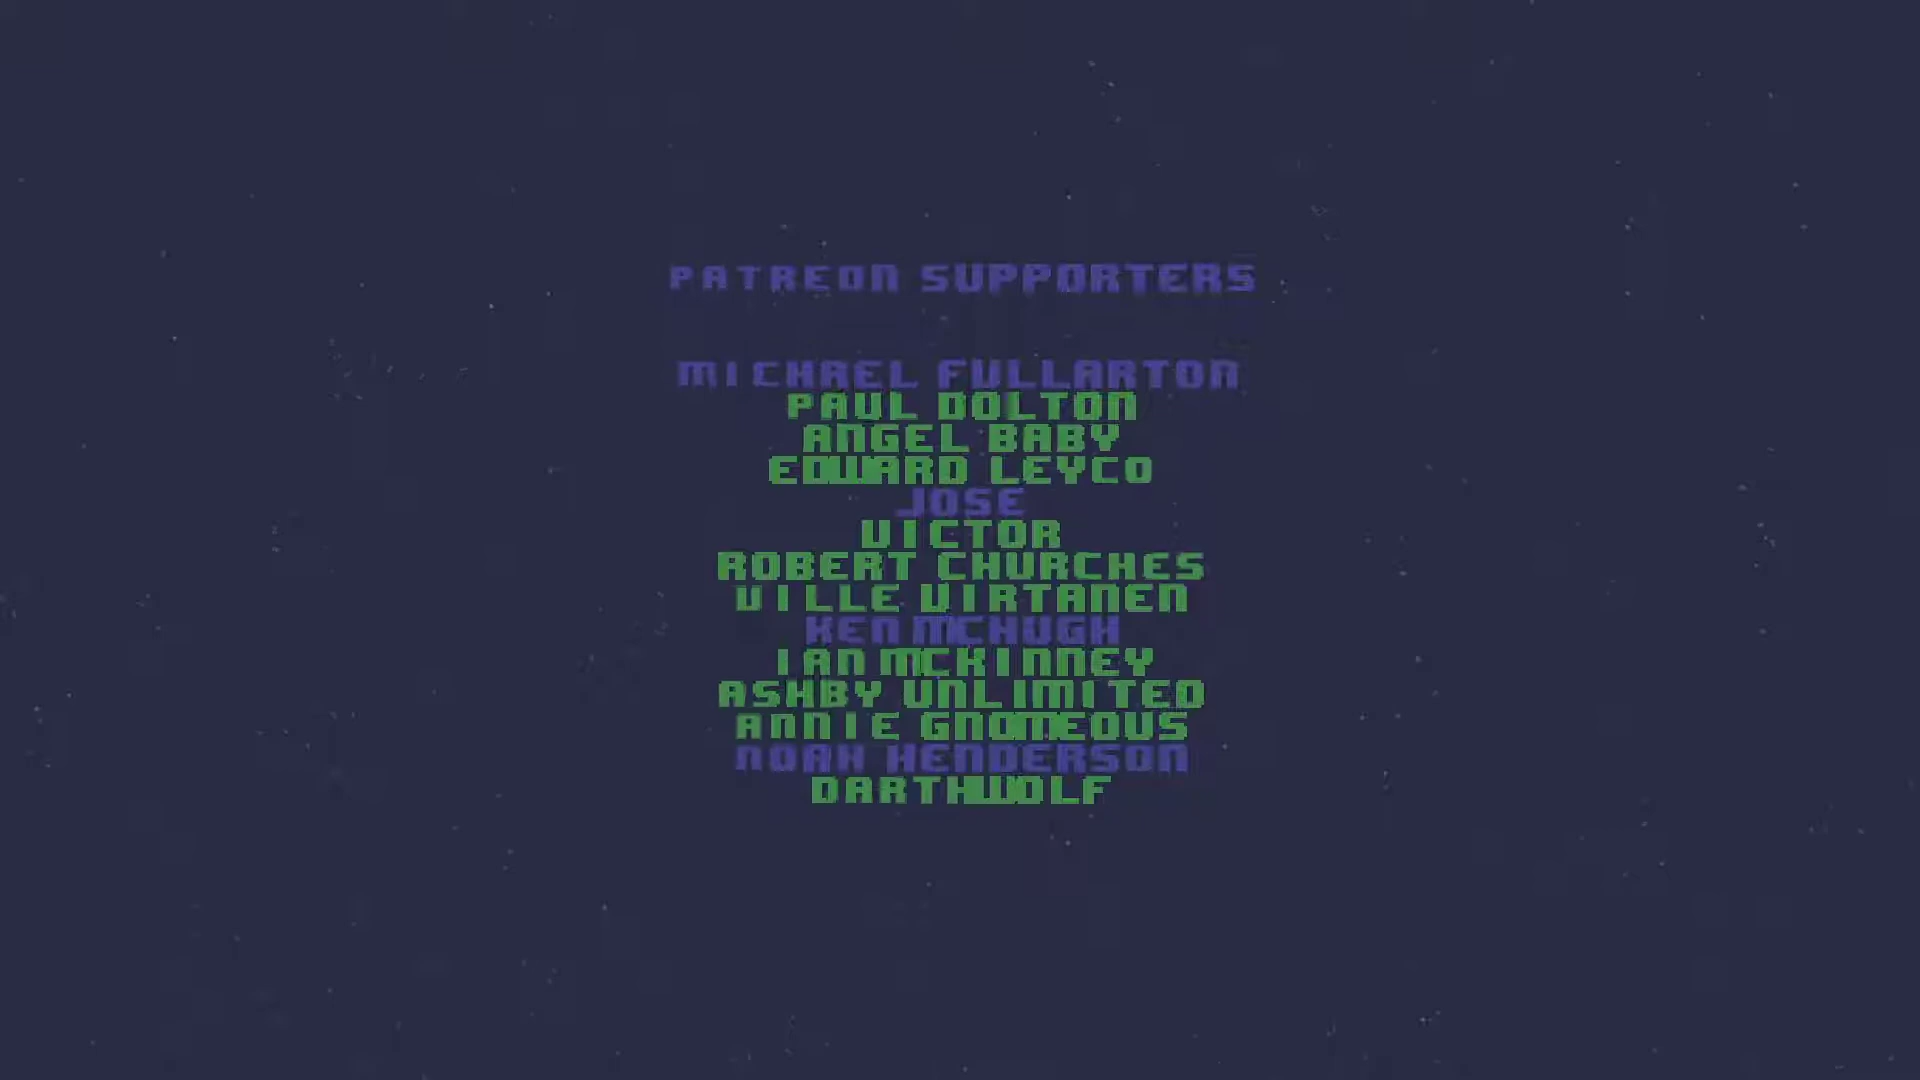 PATREON SUPPORTERS
MICHAEL FULLARTON
PAUL DOLTON
ANGEL BABY
EDWARD LEYCO
JOSE
VICTOR
ROBERT CHURCHES
VILLE VIRTANEN
KEN MCHUGH
IAN MCKINNEY
ASHBY UNLIMITED
ANNIE GNOMEOUS
NOAH HENDERSON
DARTHWOLF